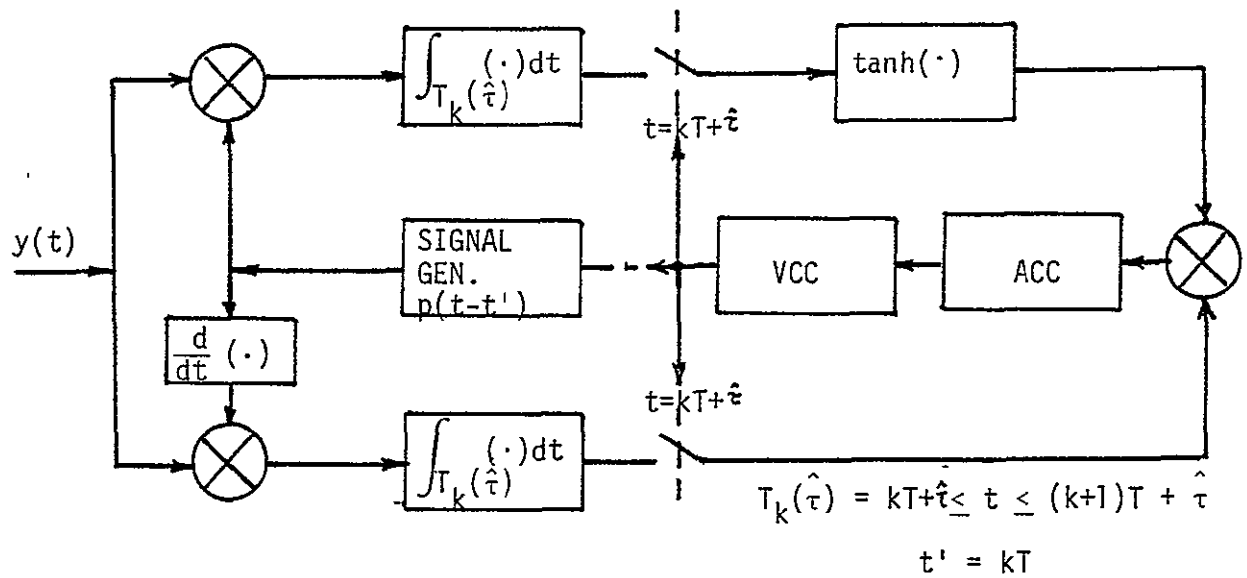 ∫T_k(τ̂) (·)dt
tanh(·)
t=kT+τ̂
y(t)
SIGNAL
GEN.
p(t-t')
VCC
ACC
d/dt (·)
t=kT+τ̂
∫T_k(τ̂) (·)dt
T_k(τ̂) = kT+τ̂ ≤ t ≤ (k+1)T + τ̂
t' = kT